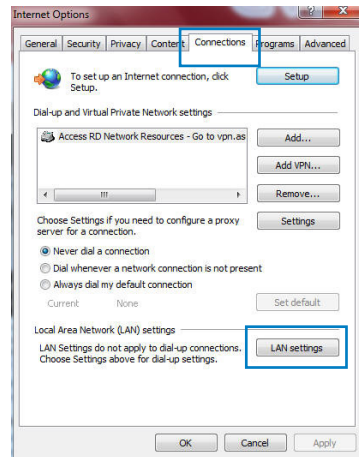 Internet Options
General Security Privacy Content Connections Programs Advanced
To set up an Internet connection, click
Setup.
Setup
Dial-up and Virtual Private Network settings
Access RD Network Resources - Go to vpn.as
Add...
Add VPN...
Remove...
Choose Settings if you need to configure a proxy
server for a connection.
Settings
Never dial a connection
Dial whenever a network connection is not present
Always dial my default connection
Current None
Set default
Local Area Network (LAN) settings
LAN Settings do not apply to dial-up connections.
Choose Settings above for dial-up settings.
LAN settings
OK Cancel Apply